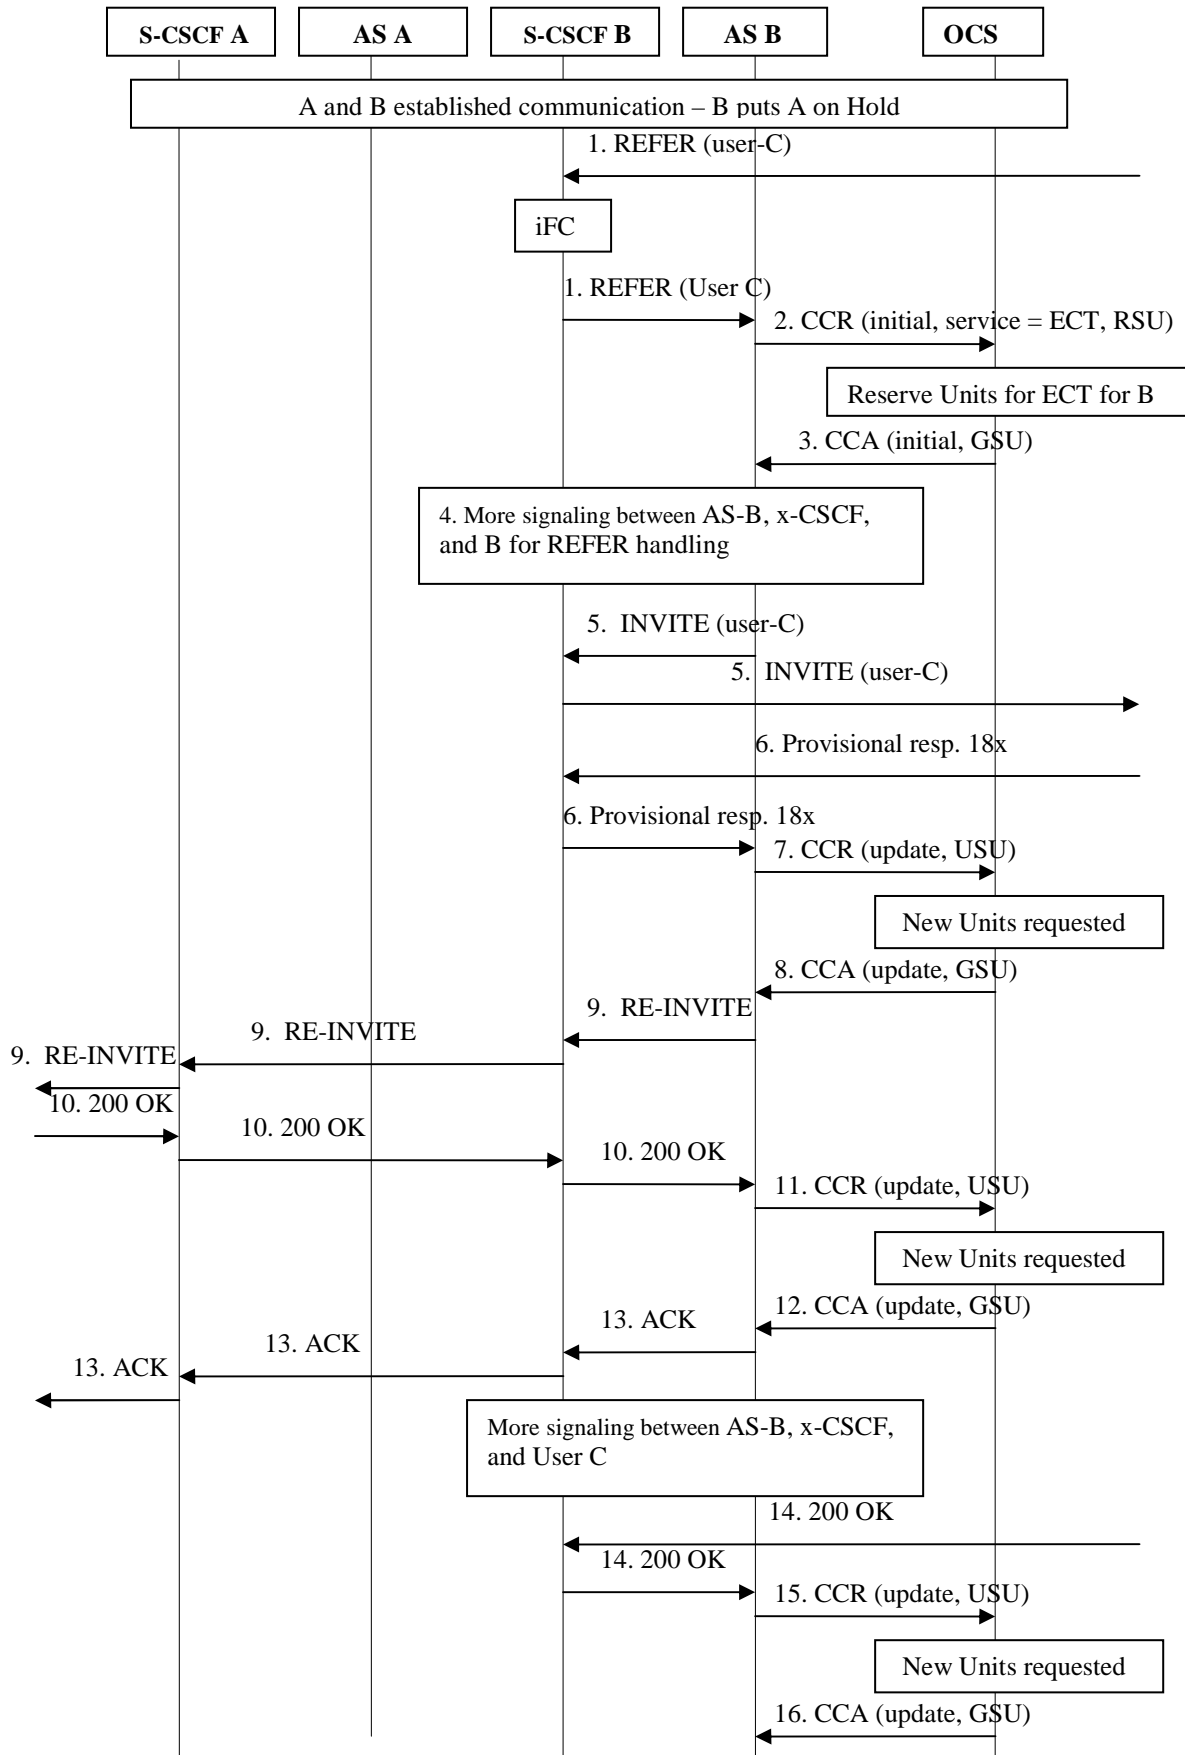 S-CSCF A
AS A
S-CSCF B
AS B
OCS
A and B established communication – B puts A on Hold
1. REFER (user-C)
iFC
1. REFER (User C)
2. CCR (initial, service = ECT, RSU)
Reserve Units for ECT for B
3. CCA (initial, GSU)
4. More signaling between AS-B, x-CSCF,
and B for REFER handling
5. INVITE (user-C)
5. INVITE (user-C)
6. Provisional resp. 18x
6. Provisional resp. 18x
7. CCR (update, USU)
New Units requested
8. CCA (update, GSU)
9. RE-INVITE
9. RE-INVITE
9. RE-INVITE
10. 200 OK
10. 200 OK
10. 200 OK
11. CCR (update, USU)
New Units requested
12. CCA (update, GSU)
13. ACK
13. ACK
13. ACK
More signaling between AS-B, x-CSCF,
and User C
14. 200 OK
14. 200 OK
15. CCR (update, USU)
New Units requested
16. CCA (update, GSU)